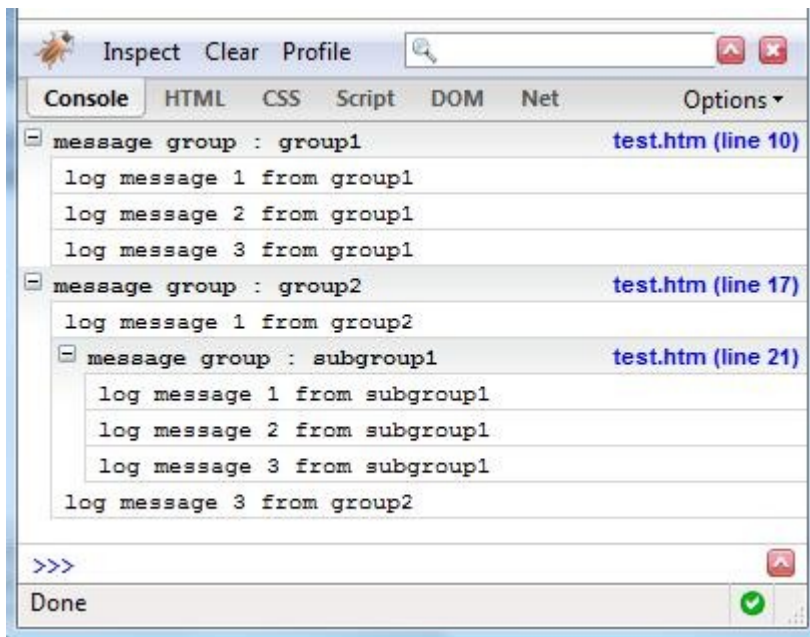 Inspect Clear Profile
Console HTML CSS Script DOM Net Options
message group : group1 test.htm (line 10)
log message 1 from group1
log message 2 from group1
log message 3 from group1
message group : group2 test.htm (line 17)
log message 1 from group2
message group : subgroup1 test.htm (line 21)
log message 1 from subgroup1
log message 2 from subgroup1
log message 3 from subgroup1
log message 3 from group2
>>>
Done